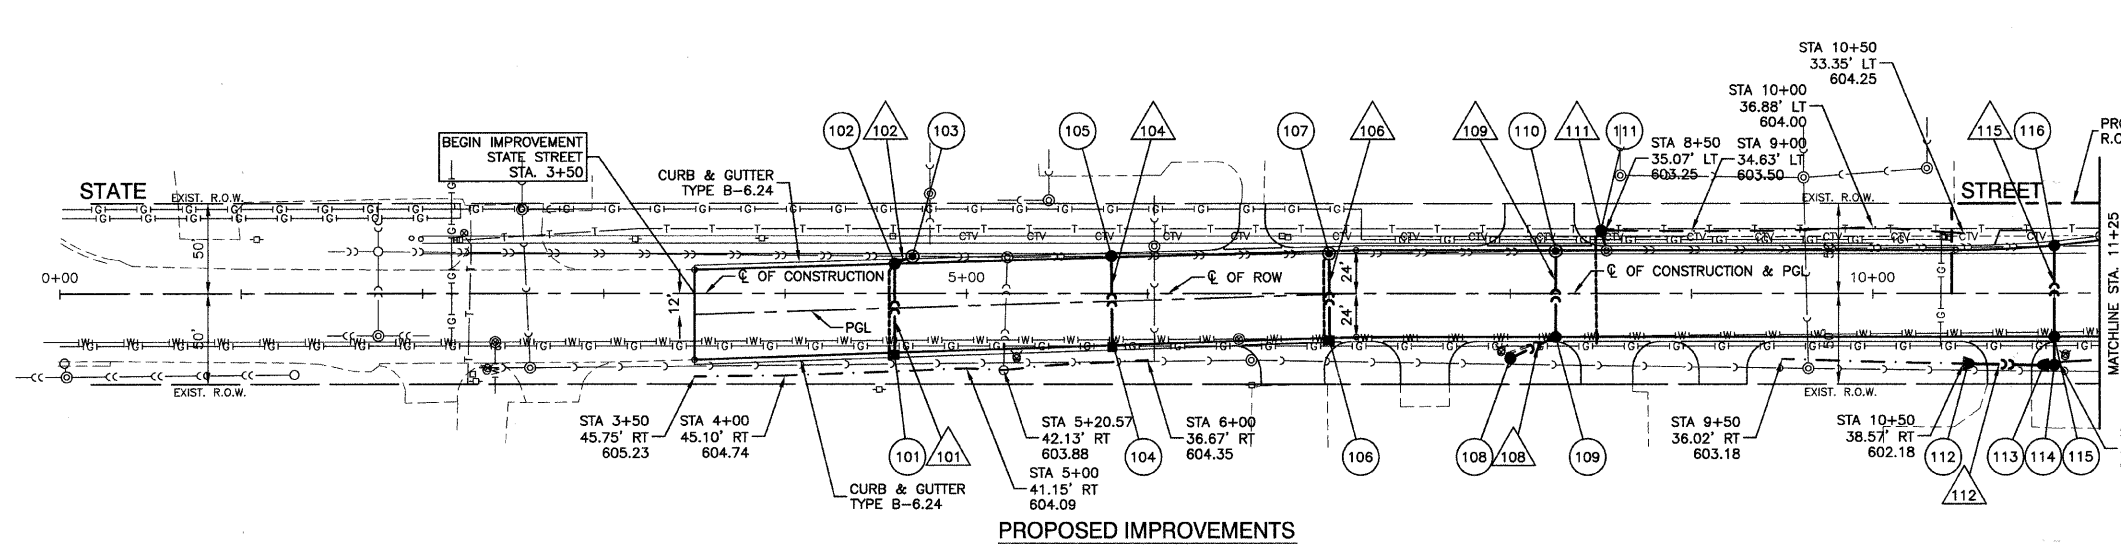 STA 10+50
33.35' LT
604.25
STA 10+00
36.88' LT
604.00
BEGIN IMPROVEMENT
STATE STREET
STA. 3+50
102
102
103
105
104
107
106
109
110
111
111
STA 8+50
35.07' LT
603.25
STA 9+00
34.63' LT
603.50
115
116
CURB & GUTTER
TYPE B-6.24
STATE
EXIST. R.O.W.
STREET
EXIST. R.O.W.
50'
0+00
℄ OF CONSTRUCTION
5+00
℄ OF ROW
24'
℄ OF CONSTRUCTION & PGL
10+00
12'
PGL
24'
50'
50'
50'
MATCHLINE STA. 11+25
EXIST. R.O.W.
EXIST. R.O.W.
STA 3+50
45.75' RT
605.23
STA 4+00
45.10' RT
604.74
101
101
STA 5+20.57
42.13' RT
603.88
104
STA 6+00
36.67' RT
604.35
106
108
108
109
STA 9+50
36.02' RT
603.18
STA 10+50
38.57' RT
602.18
112
113
114
115
112
CURB & GUTTER
TYPE B-6.24
STA 5+00
41.15' RT
604.09
PROPOSED IMPROVEMENTS